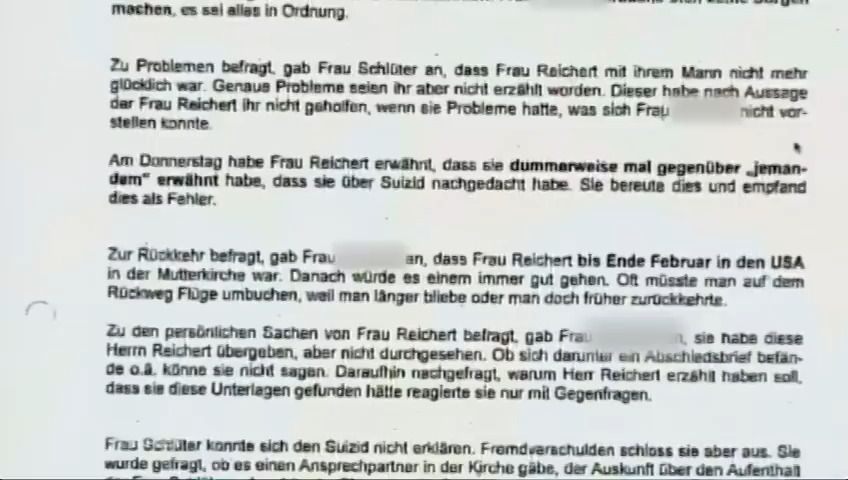 machen, es sei alles in Ordnung.
Zu Problemen befragt, gab Frau Schlüter an, dass Frau Reichert mit ihrem Mann nicht mehr
glücklich war. Genaue Probleme seien ihr aber nicht erzählt worden. Dieser habe nach Aussage
der Frau Reichert ihr nicht geholfen, wenn sie Probleme hatte, was sich Frau nicht vor-
stellen konnte.
Am Donnerstag habe Frau Reichert erwähnt, dass sie dummerweise mal gegenüber „jeman-
dem“ erwähnt habe, dass sie über Suizid nachgedacht habe. Sie bereute dies und empfand
dies als Fehler.
Zur Rückkehr befragt, gab Frau an, dass Frau Reichert bis Ende Februar in den USA
in der Mutterkirche war. Danach würde es einem immer gut gehen. Oft müsste man auf dem
Rückweg Flüge umbuchen, weil man länger bliebe oder man doch früher zurückkehrte.
Zu den persönlichen Sachen von Frau Reichert befragt, gab Frau , sie habe diese
Herrn Reichert übergeben, aber nicht durchgesehen. Ob sich darunter ein Abschiedsbrief befän-
de o.ä. könne sie nicht sagen. Daraufhin nachgefragt, warum Herr Reichert erzählt haben soll,
dass sie diese Unterlagen gefunden hätte reagierte sie nur mit Gegenfragen.
Frau Schlüter konnte sich den Suizid nicht erklären. Fremdverschulden schloss sie aber aus. Sie
wurde gefragt, ob es einen Ansprechpartner in der Kirche gäbe, der Auskunft über den Aufenthalt